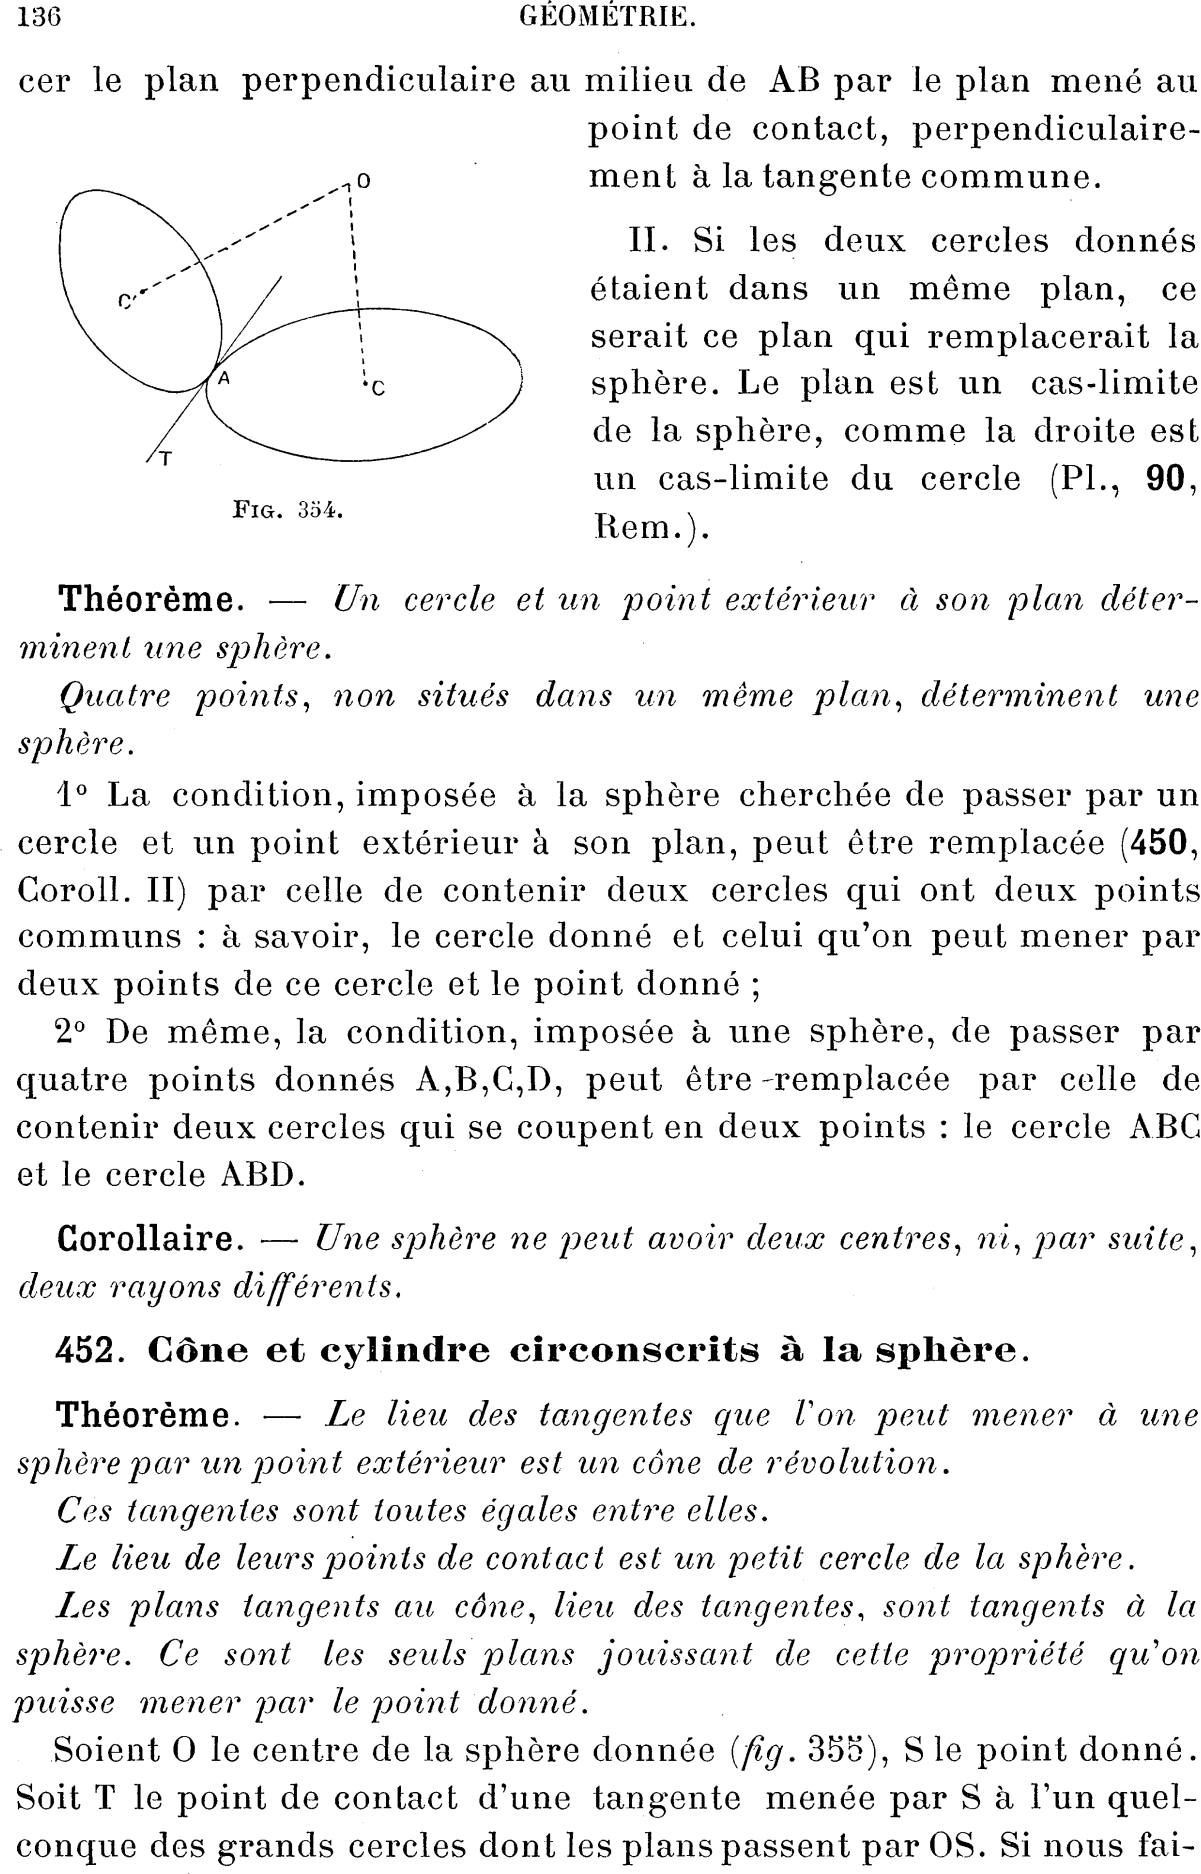 136 GÉOMÉTRIE.
cer le plan perpendiculaire au milieu de AB par le plan mené au
point de contact, perpendiculaire-
ment à la tangente commune.
II. Si les deux cercles donnés
étaient dans un même plan, ce
serait ce plan qui remplacerait la
sphère. Le plan est un cas-limite
de la sphère, comme la droite est
un cas-limite du cercle (Pl., 90,
Rem.).
O
C'
A
C
T
FIG. 354.
Théorème. — Un cercle et un point extérieur à son plan déter-
minent une sphère.
Quatre points, non situés dans un même plan, déterminent une
sphère.
1º La condition, imposée à la sphère cherchée de passer par un
cercle et un point extérieur à son plan, peut être remplacée (450,
Coroll. II) par celle de contenir deux cercles qui ont deux points
communs : à savoir, le cercle donné et celui qu'on peut mener par
deux points de ce cercle et le point donné ;
2º De même, la condition, imposée à une sphère, de passer par
quatre points donnés A,B,C,D, peut être remplacée par celle de
contenir deux cercles qui se coupent en deux points : le cercle ABC
et le cercle ABD.
Corollaire. — Une sphère ne peut avoir deux centres, ni, par suite,
deux rayons différents.
452. Cône et cylindre circonscrits à la sphère.
Théorème. — Le lieu des tangentes que l'on peut mener à une
sphère par un point extérieur est un cône de révolution.
Ces tangentes sont toutes égales entre elles.
Le lieu de leurs points de contact est un petit cercle de la sphère.
Les plans tangents au cône, lieu des tangentes, sont tangents à la
sphère. Ce sont les seuls plans jouissant de cette propriété qu'on
puisse mener par le point donné.
Soient O le centre de la sphère donnée (fig. 355), S le point donné.
Soit T le point de contact d'une tangente menée par S à l'un quel-
conque des grands cercles dont les plans passent par OS. Si nous fai-